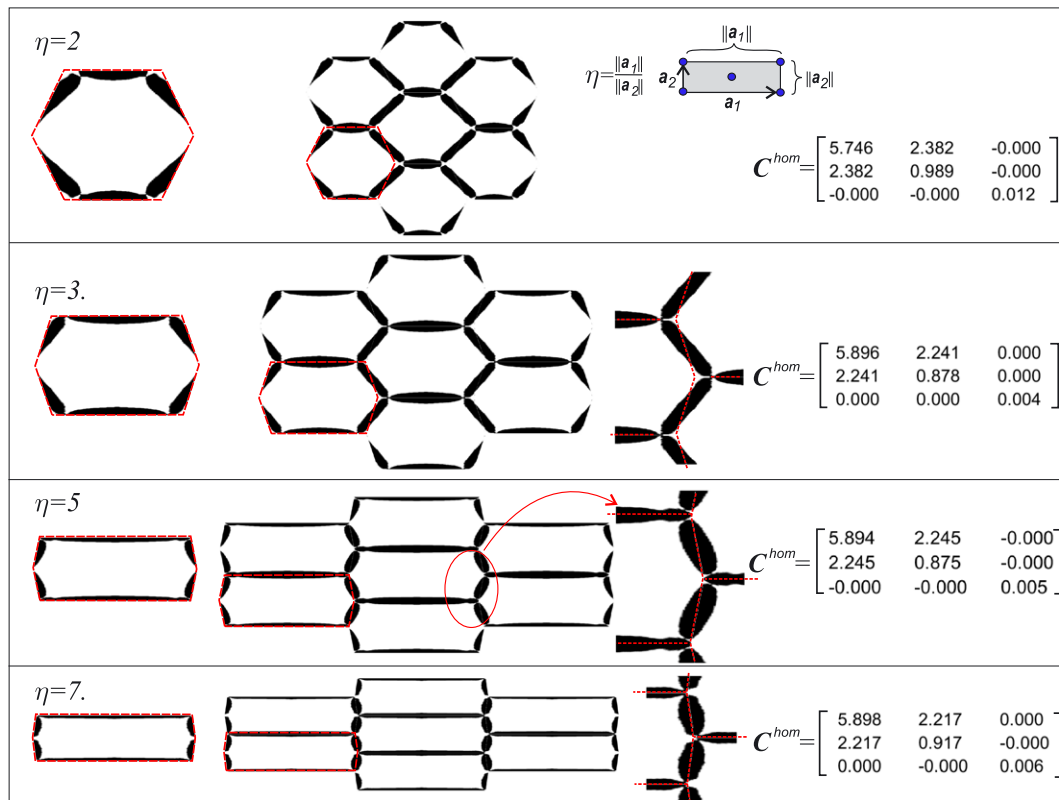 η=2
η=‖a₁‖/‖a₂‖
‖a₁‖
a₂
a₁
‖a₂‖
C^hom = [
5.746 2.382 -0.000
2.382 0.989 -0.000
-0.000 -0.000 0.012
]
η=3.
C^hom = [
5.896 2.241 0.000
2.241 0.878 0.000
0.000 0.000 0.004
]
η=5
C^hom = [
5.894 2.245 -0.000
2.245 0.875 -0.000
-0.000 -0.000 0.005
]
η=7.
C^hom = [
5.898 2.217 0.000
2.217 0.917 -0.000
0.000 -0.000 0.006
]